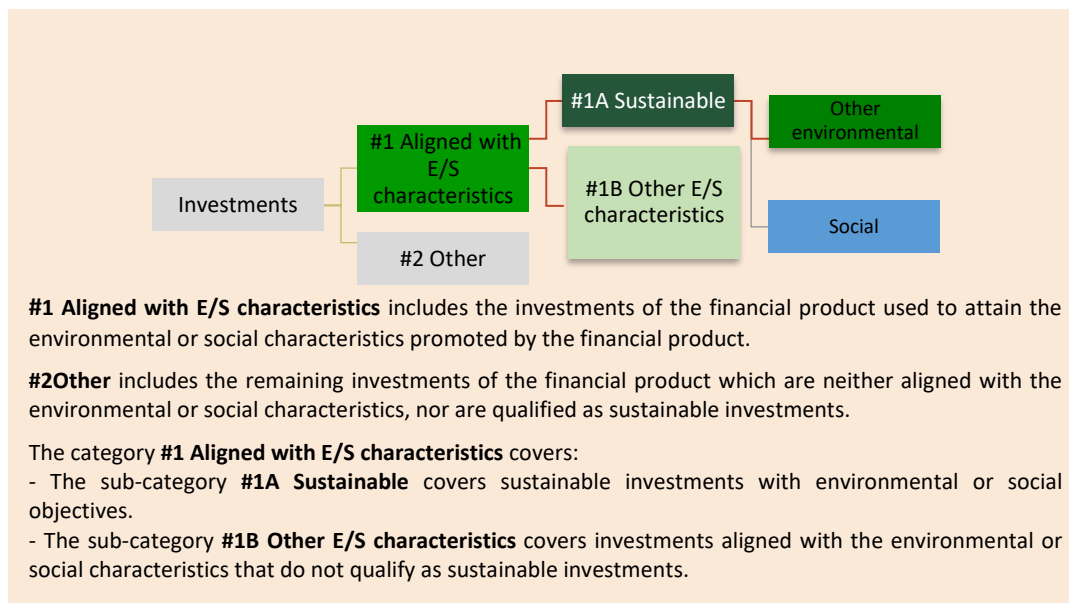 #1A Sustainable
Other
environmental
#1 Aligned with
E/S
characteristics
#1B Other E/S
characteristics
Investments
Social
#2 Other
#1 Aligned with E/S characteristics includes the investments of the financial product used to attain the
environmental or social characteristics promoted by the financial product.
#2Other includes the remaining investments of the financial product which are neither aligned with the
environmental or social characteristics, nor are qualified as sustainable investments.
The category #1 Aligned with E/S characteristics covers:
- The sub-category #1A Sustainable covers sustainable investments with environmental or social
objectives.
- The sub-category #1B Other E/S characteristics covers investments aligned with the environmental or
social characteristics that do not qualify as sustainable investments.